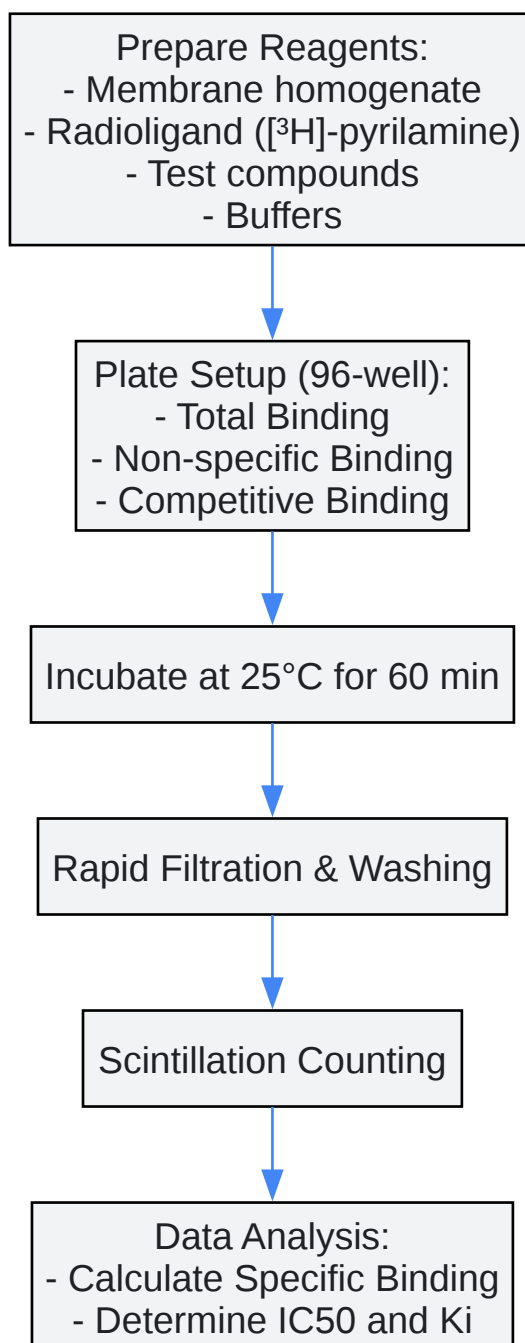 Prepare Reagents:
- Membrane homogenate
- Radioligand ([³H]-pyrilamine)
- Test compounds
- Buffers
Plate Setup (96-well):
- Total Binding
- Non-specific Binding
- Competitive Binding
Incubate at 25°C for 60 min
Rapid Filtration & Washing
Scintillation Counting
Data Analysis:
- Calculate Specific Binding
- Determine IC50 and Ki